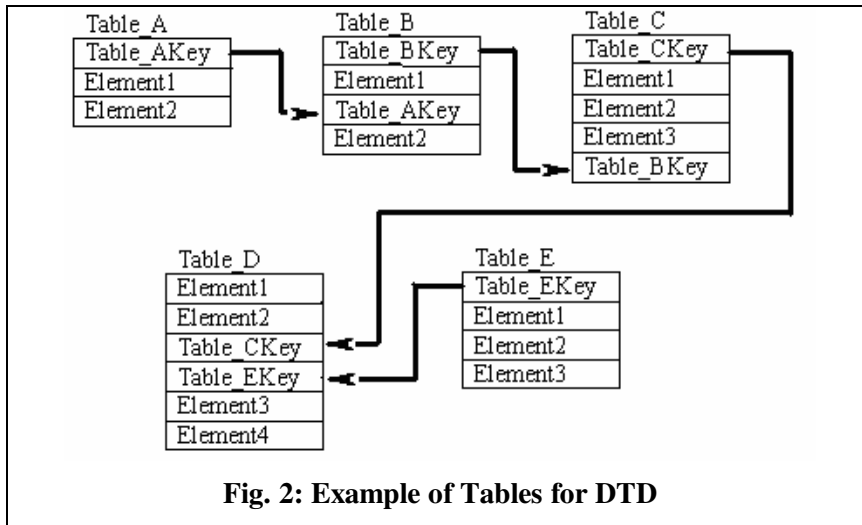 Table_A
Table_AKey
Element1
Element2
Table_B
Table_BKey
Element1
Table_AKey
Element2
Table_C
Table_CKey
Element1
Element2
Element3
Table_BKey
Table_D
Element1
Element2
Table_CKey
Table_EKey
Element3
Element4
Table_E
Table_EKey
Element1
Element2
Element3
Fig. 2: Example of Tables for DTD